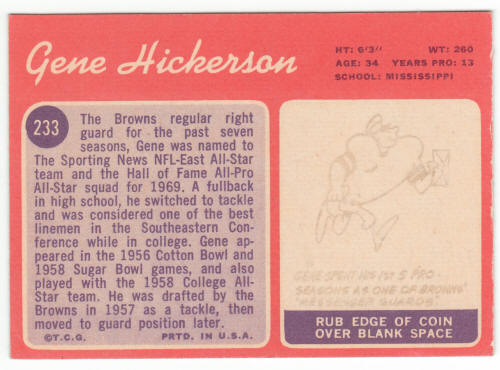 Gene Hickerson
HT: 6'3" WT: 260
AGE: 34 YEARS PRO: 13
SCHOOL: MISSISSIPPI
233
The Browns regular right
guard for the past seven
seasons, Gene was named to
The Sporting News NFL-East All-Star
team and the Hall of Fame All-Pro
All-Star squad for 1969. A fullback
in high school, he switched to tackle
and was considered one of the best
linemen in the Southeastern Con-
ference while in college. Gene ap-
peared in the 1956 Cotton Bowl and
1958 Sugar Bowl games, and also
played with the 1958 College All-
Star team. He was drafted by the
Browns in 1957 as a tackle, then
moved to guard position later.
©T.C.G. PRTD. IN U.S.A.
GENE SPENT HIS 1ST 5 PRO
SEASONS AS ONE OF BROWNS'
"MESSENGER GUARDS".
RUB EDGE OF COIN
OVER BLANK SPACE